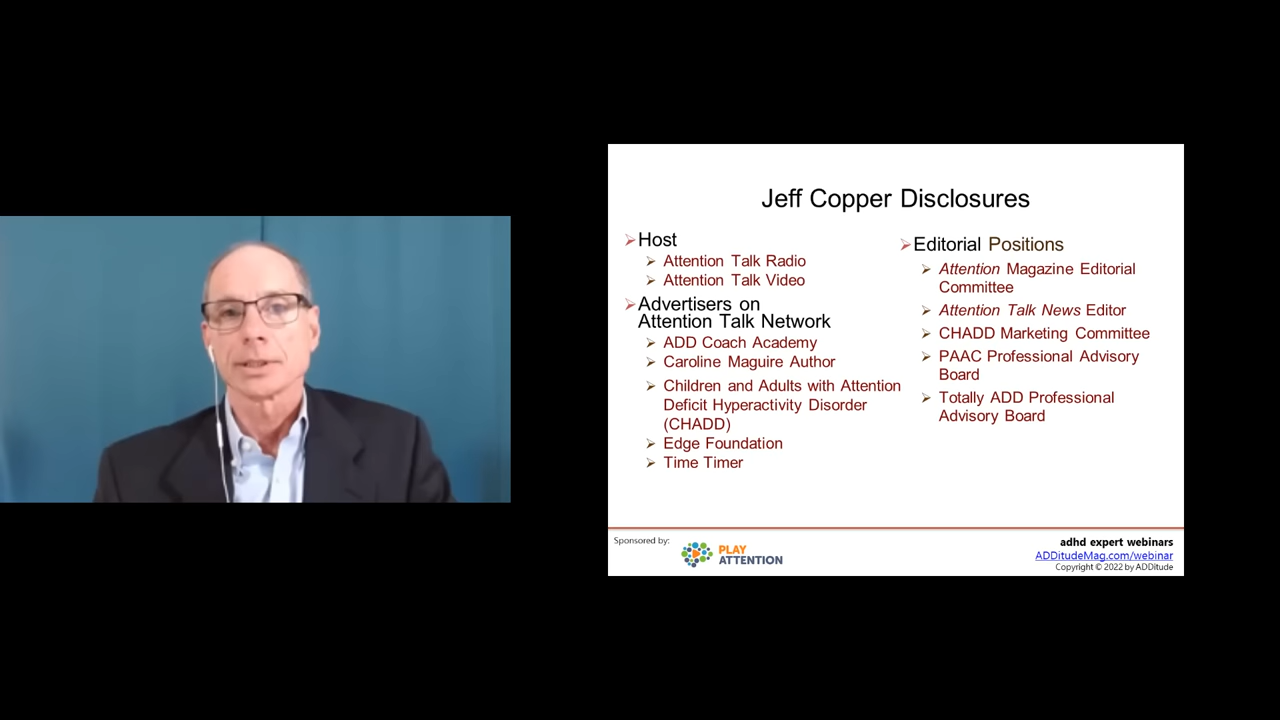 Jeff Copper Disclosures
Host
Attention Talk Radio
Attention Talk Video
Advertisers on
Attention Talk Network
ADD Coach Academy
Caroline Maguire Author
Children and Adults with Attention
Deficit Hyperactivity Disorder
(CHADD)
Edge Foundation
Time Timer
Editorial Positions
Attention Magazine Editorial
Committee
Attention Talk News Editor
CHADD Marketing Committee
PAAC Professional Advisory
Board
Totally ADD Professional
Advisory Board
Sponsored by:
PLAY
ATTENTION
adhd expert webinars
ADDitudeMag.com/webinar
Copyright © 2022 by ADDitude